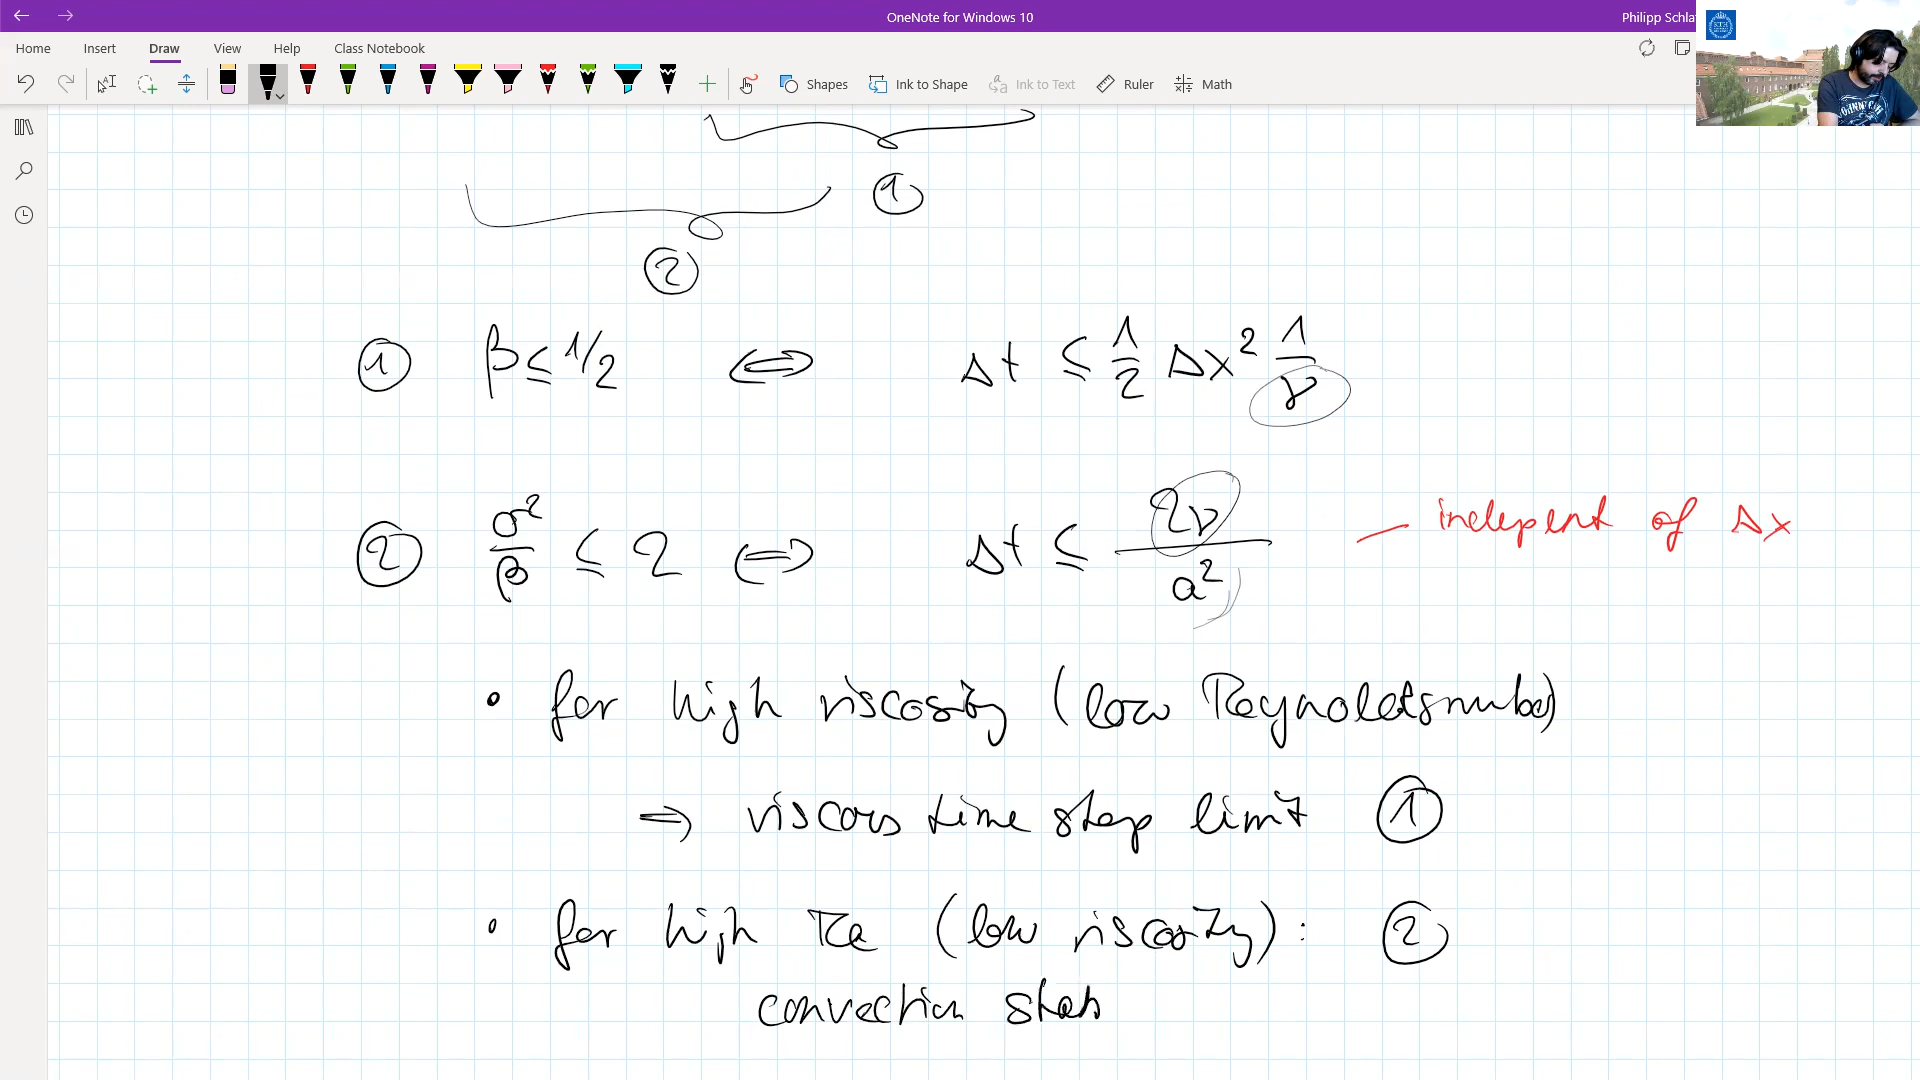 OneNote for Windows 10
Philipp Schla
Home Insert Draw View Help Class Notebook
Shapes Ink to Shape Ink to Text Ruler Math
①
②
① β ≤ 1/2 ⇔ Δt ≤ 1/2 Δx² 1/ν
② σ²/β ≤ 2 ⇔ Δt ≤ 2ν/a² — indepent of Δx
• for high viscosity (low Reynoldsnumber)
⇒ viscous time step limit ①
• for high Re (low viscosity): ②
convection stab